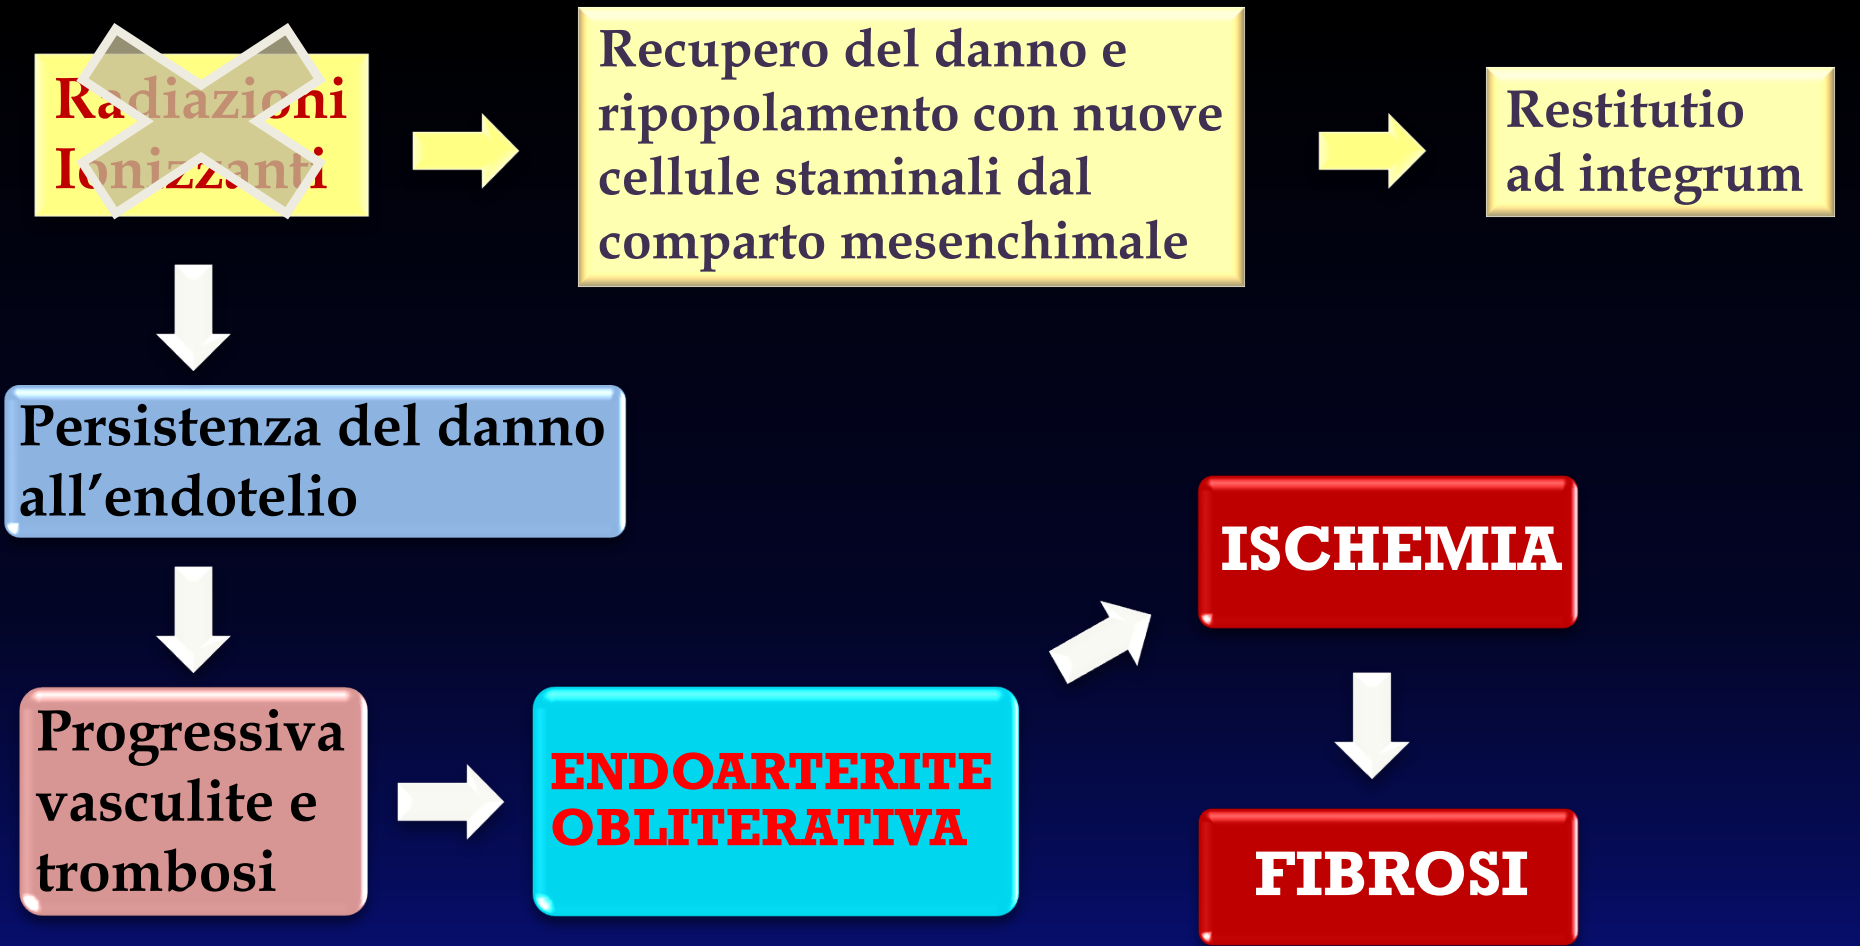 Radiazioni
Ionizzanti
Recupero del danno e
ripopolamento con nuove
cellule staminali dal
comparto mesenchimale
Restitutio
ad integrum
Persistenza del danno
all’endotelio
Progressiva
vasculite e
trombosi
ENDOARTERITE
OBLITERATIVA
ISCHEMIA
FIBROSI